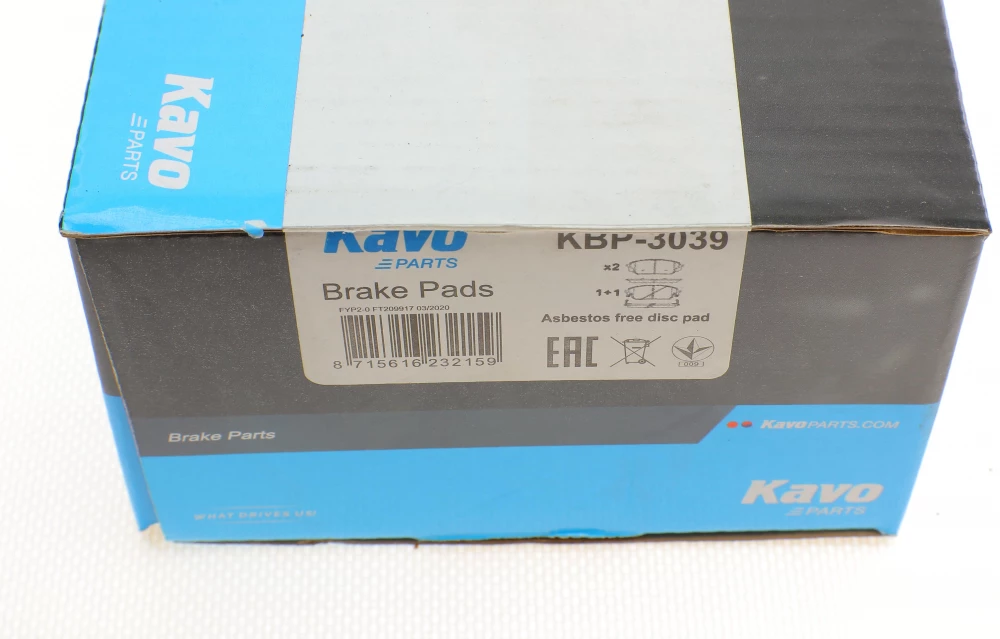 Kavo
PARTS
Kavo
PARTS
KBP-3039
Brake Pads
x2
1+1
FYP2-0 FT209917 03/2020
Asbestos free disc pad
8 715616 232159
EAC
009
Brake Parts
KavoPARTS.COM
WHAT DRIVES US!
Kavo
PARTS